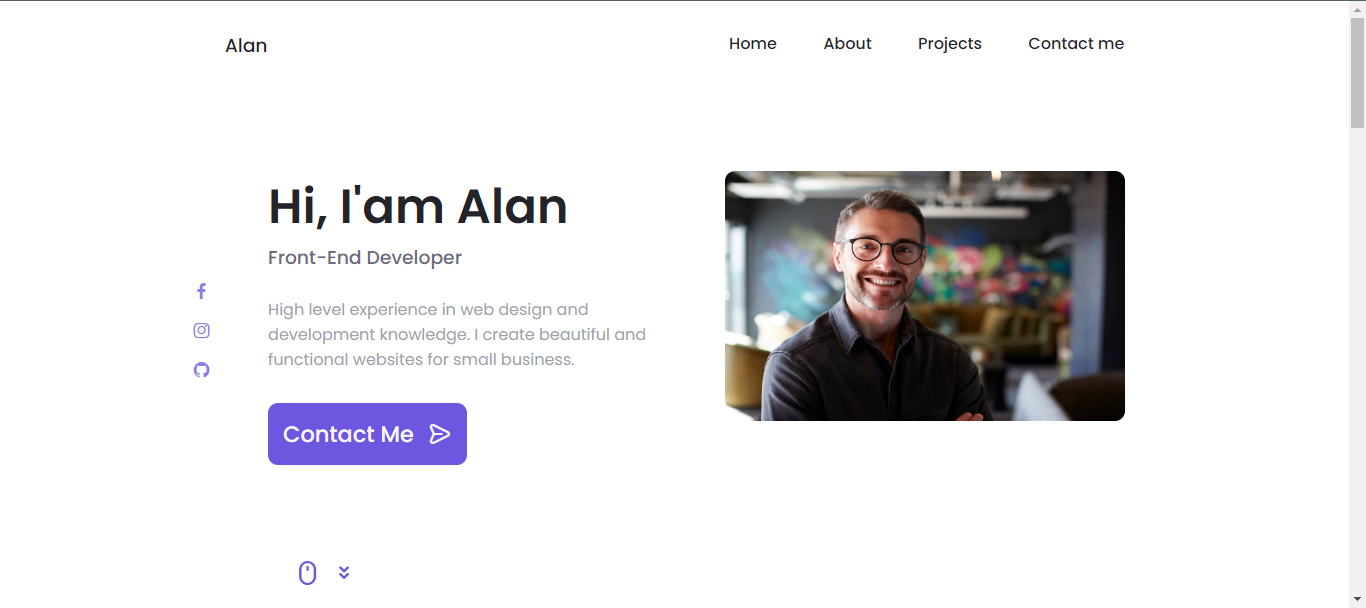 Alan
Home
About
Projects
Contact me
Hi, I'am Alan
Front-End Developer
High level experience in web design and
development knowledge. I create beautiful and
functional websites for small business.
Contact Me